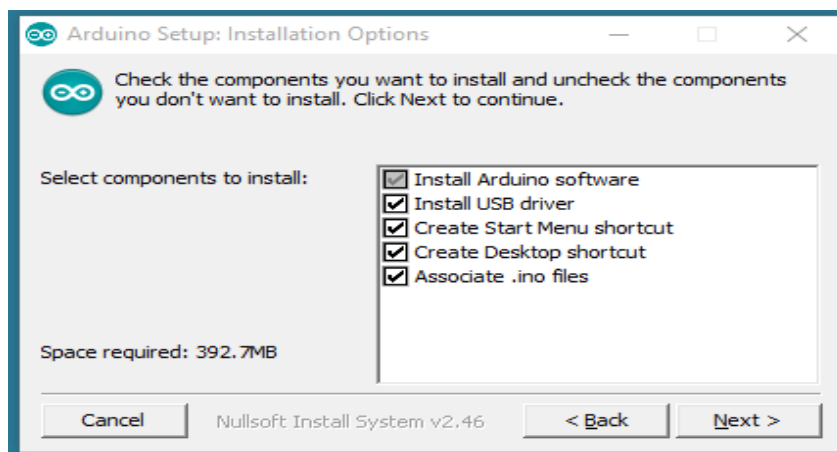 Arduino Setup: Installation Options
Check the components you want to install and uncheck the components
you don't want to install. Click Next to continue.
Select components to install:
Install Arduino software
Install USB driver
Create Start Menu shortcut
Create Desktop shortcut
Associate .ino files
Space required: 392.7MB
Cancel
Nullsoft Install System v2.46
< Back
Next >